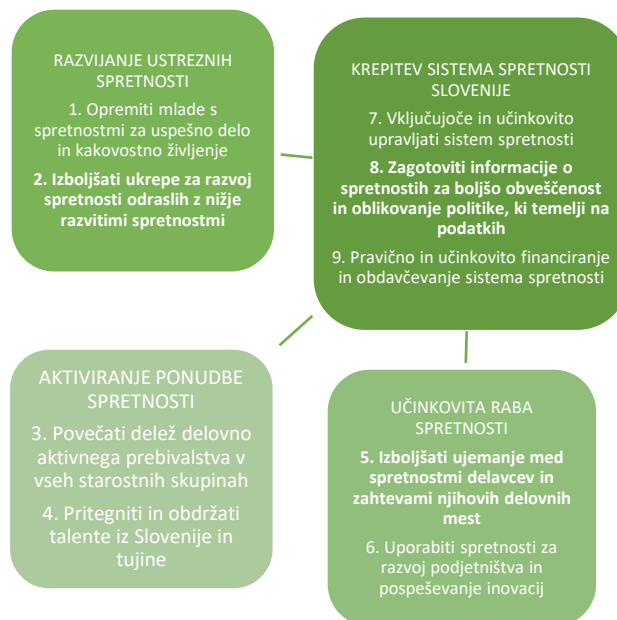 RAZVIJANJE USTREZNIH
SPRETNOSTI
1. Opremiti mlade s
spretnostmi za uspešno delo
in kakovostno življenje
2. Izboljšati ukrepe za razvoj
spretnosti odraslih z nižje
razvitimi spretnostmi
KREPITEV SISTEMA SPRETNOSTI
SLOVENIJE
7. Vključujoče in učinkovito
upravljati sistem spretnosti
8. Zagotoviti informacije o
spretnostih za boljšo obveščenost
in oblikovanje politike, ki temelji na
podatkih
9. Pravično in učinkovito financiranje
in obdavčevanje sistema spretnosti
AKTIVIRANJE PONUDBE
SPRETNOSTI
3. Povečati delež delovno
aktivnega prebivalstva v
vseh starostnih skupinah
4. Pritegniti in obdržati
talente iz Slovenije in
tujine
UČINKOVITA RABA
SPRETNOSTI
5. Izboljšati ujemanje med
spretnostmi delavcev in
zahtevami njihovih delovnih
mest
6. Uporabiti spretnosti za
razvoj podjetništva in
pospeševanje inovacij